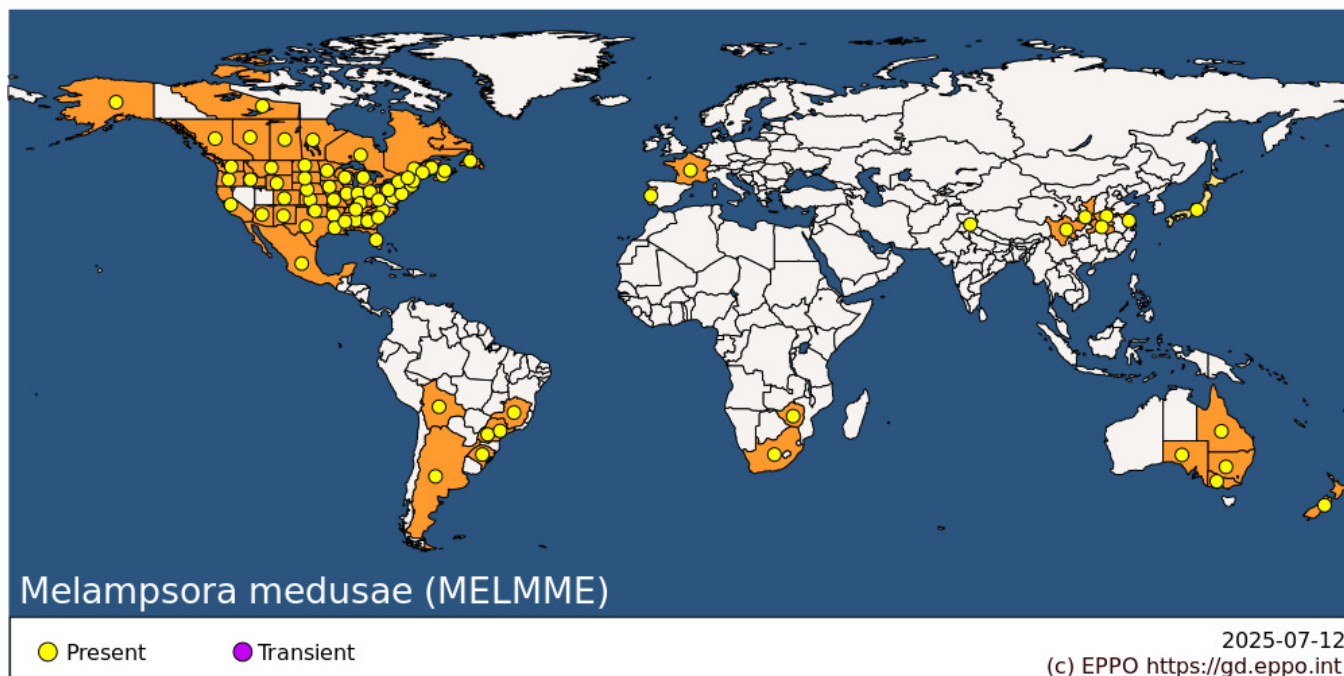 Melampsora medusae (MELMME)
Present
Transient
2025-07-12
(c) EPPO https://gd.eppo.int